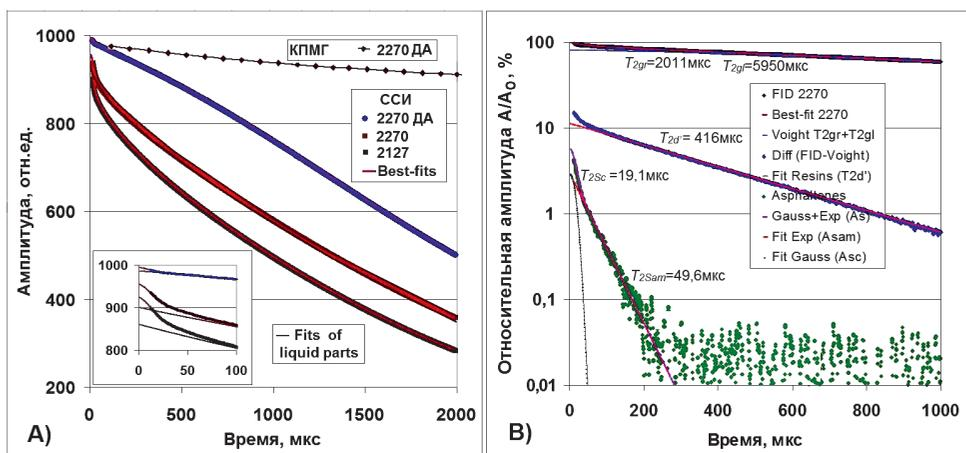 1000
800
600
400
200
Амплитуда, отн.ед.
0
500
1000
1500
2000
Время, мкс
А)
КПМГ
2270 ДА
ССИ
2270 ДА
2270
2127
Best-fits
1000
900
800
0
50
100
Fits of
liquid parts
100
10
1
0,1
0,01
Относительная амплитуда А/А0, %
0
200
400
600
800
1000
Время, мкс
В)
T2gr=2011мкс
T2gl=5950мкс
T2d'= 416мкс
T2Sc=19,1мкс
T2Sam=49,6мкс
FID 2270
Best-fit 2270
Voight T2gr+T2gl
Diff (FID-Voight)
Fit Resins (T2d')
Asphaltenes
Gauss+Exp (As)
Fit Exp (Asam)
Fit Gauss (Asc)